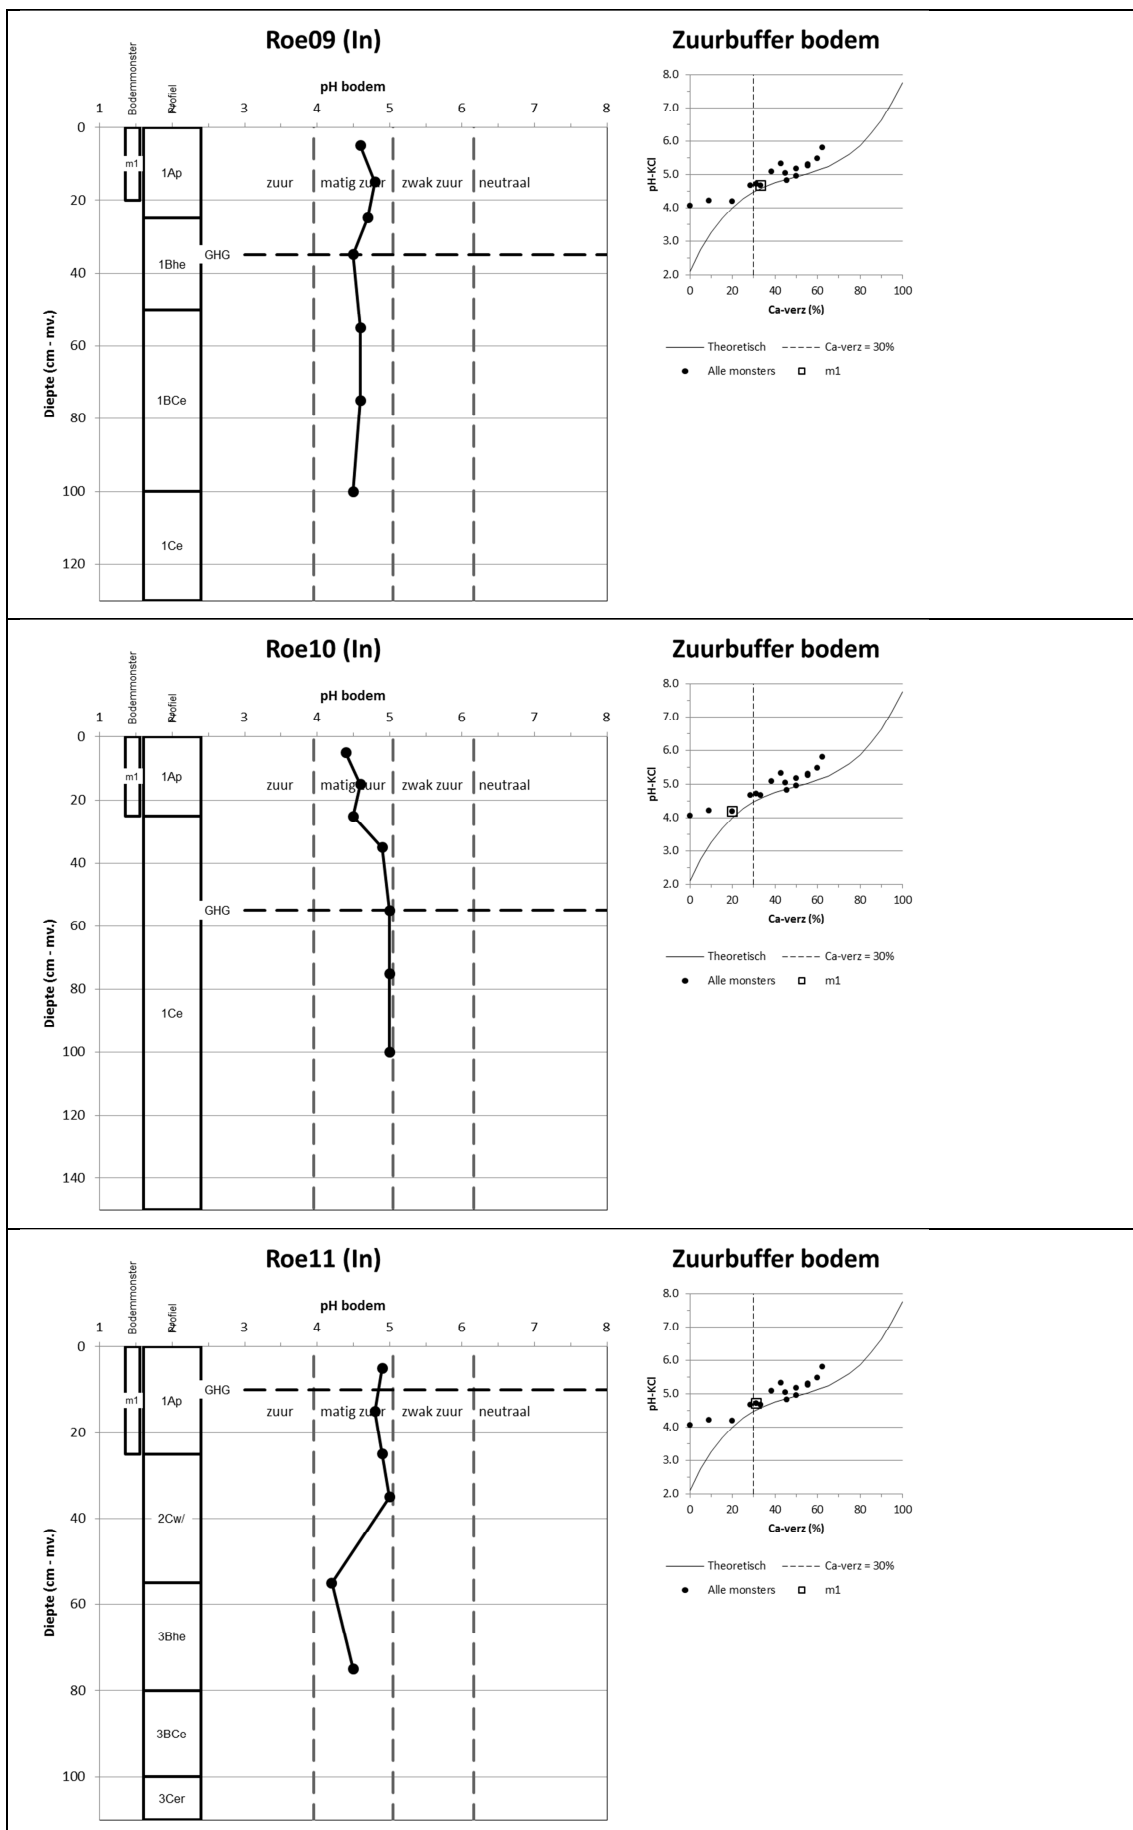 Roe09 (In)
Zuurbuffer bodem
Bodemmonster
Profiel
pH bodem
1 2 3 4 5 6 7 8
0
20
40
60
80
100
120
Diepte (cm - mv.)
m1
1Ap
1Bhe
1BCe
1Ce
zuur matig zuur zwak zuur neutraal
GHG
8.0
7.0
6.0
5.0
4.0
3.0
2.0
pH-KCl
0 20 40 60 80 100
Ca-verz (%)
Theoretisch Ca-verz = 30%
Alle monsters m1
Roe10 (In)
Zuurbuffer bodem
Bodemmonster
Profiel
pH bodem
1 2 3 4 5 6 7 8
0
20
40
60
80
100
120
140
Diepte (cm - mv.)
m1
1Ap
1Ce
zuur matig zuur zwak zuur neutraal
GHG
8.0
7.0
6.0
5.0
4.0
3.0
2.0
pH-KCl
0 20 40 60 80 100
Ca-verz (%)
Theoretisch Ca-verz = 30%
Alle monsters m1
Roe11 (In)
Zuurbuffer bodem
Bodemmonster
Profiel
pH bodem
1 2 3 4 5 6 7 8
0
20
40
60
80
100
Diepte (cm - mv.)
m1
1Ap
2Cw/
3Bhe
3BCe
3Cer
GHG
zuur matig zuur zwak zuur neutraal
8.0
7.0
6.0
5.0
4.0
3.0
2.0
pH-KCl
0 20 40 60 80 100
Ca-verz (%)
Theoretisch Ca-verz = 30%
Alle monsters m1